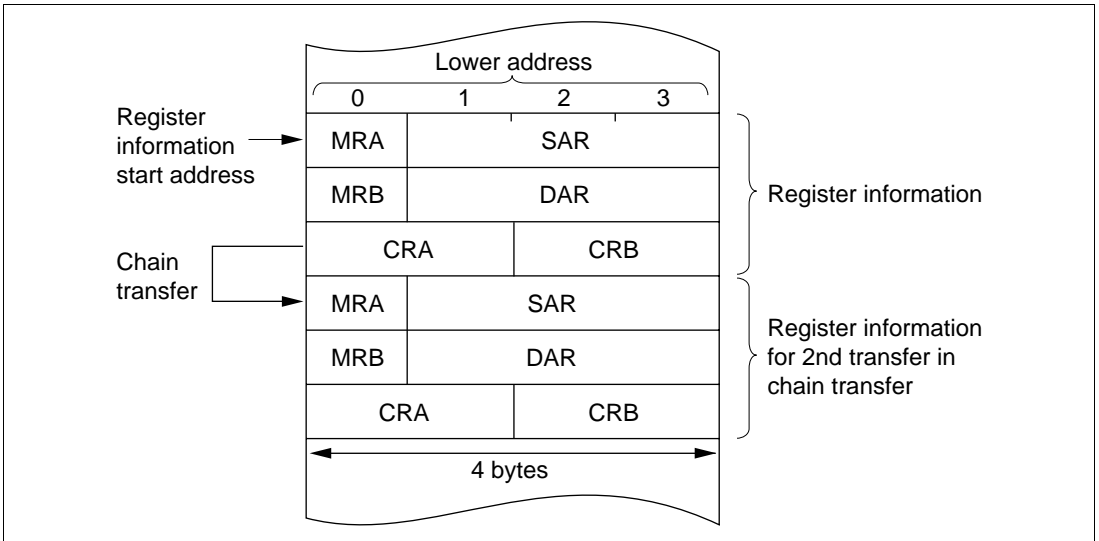 Lower address
0 1 2 3
Register
information
start address
MRA SAR
MRB DAR
Register information
CRA CRB
Chain
transfer
MRA SAR
MRB DAR
Register information
for 2nd transfer in
chain transfer
CRA CRB
4 bytes